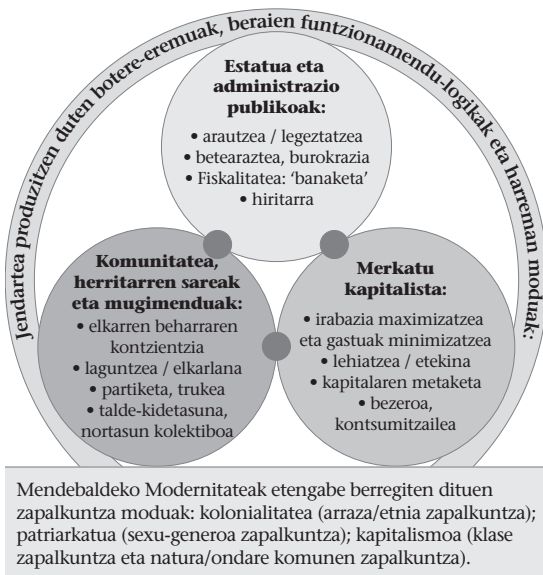 Jendartea produzitzen duten botere-eremuak, beraien funtzionamendu-logikak eta harreman moduak:
Estatua eta
administrazio
publikoak:
• arautzea / legeztatzea
• betearaztea, burokrazia
• Fiskalitatea: ‘banaketa’
• hiritarra
Komunitatea,
herritarren sareak
eta mugimenduak:
• elkarren beharraren
kontzientzia
• laguntza / elkarlana
• partiketa, trukea
• talde-kidetasuna,
nortasun kolektiboa
Merkatu
kapitalista:
• irabazia maximizatzea
eta gastuak minimizatzea
• lehiatzea / etekina
• kapitalaren metaketa
• bezeroa,
kontsumitzailea
Mendebaldeko Modernitateak etengabe berregiten dituen
zapalkuntza moduak: kolonialitatea (arraza/etnia zapalkuntza);
patriarkatua (sexu-generoa zapalkuntza); kapitalismoa (klase
zapalkuntza eta natura/ondare komunen zapalkuntza).